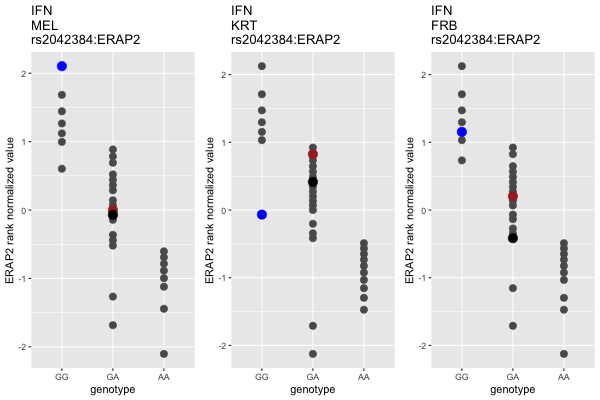 IFN
MEL
rs2042384:ERAP2
ERAP2 rank normalized value
2
1
0
-1
-2
GG GA AA
genotype
IFN
KRT
rs2042384:ERAP2
ERAP2 rank normalized value
2
1
0
-1
-2
GG GA AA
genotype
IFN
FRB
rs2042384:ERAP2
ERAP2 rank normalized value
2
1
0
-1
-2
GG GA AA
genotype